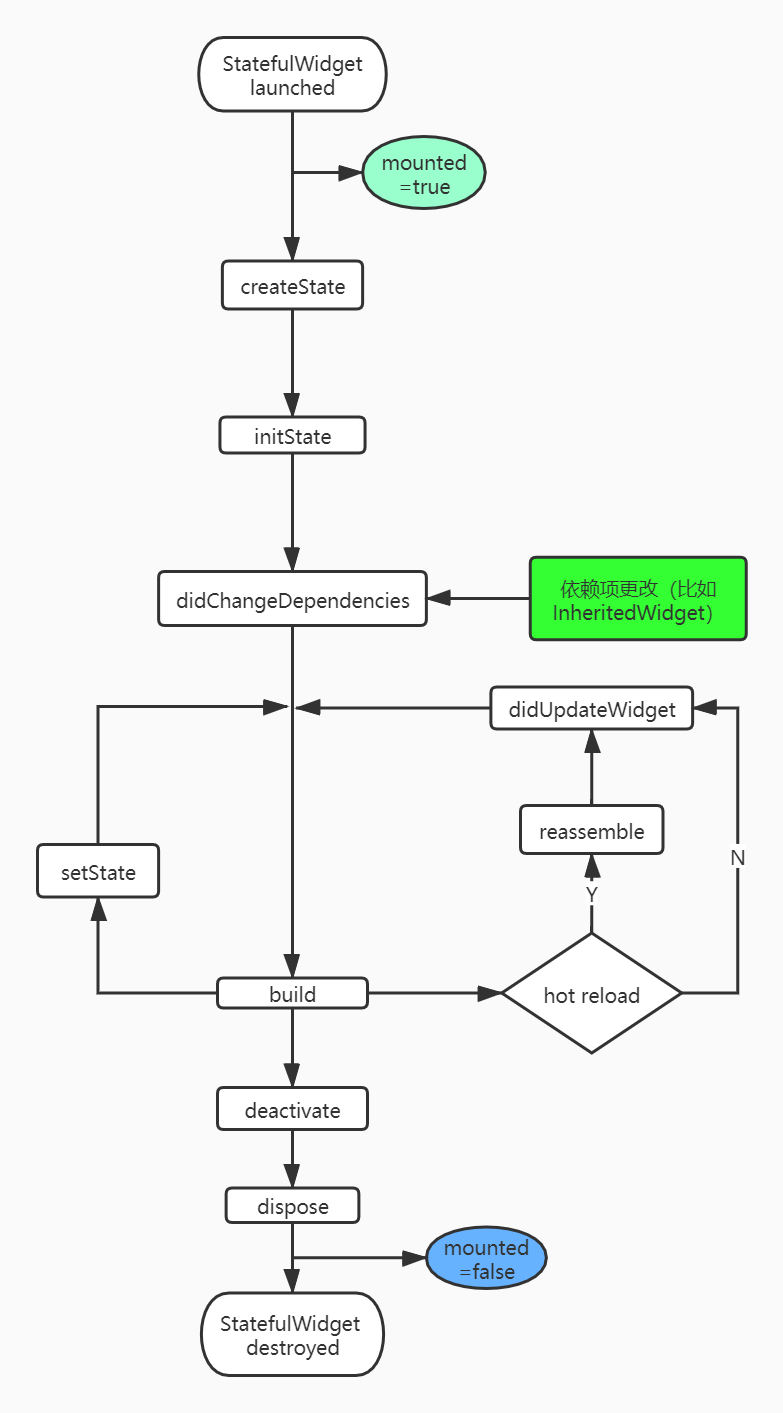 StatefulWidget
launched
mounted
=true
createState
initState
didChangeDependencies
依赖项更改（比如
InheritedWidget）
didUpdateWidget
reassemble
setState
N
Y
build
hot reload
deactivate
dispose
mounted
=false
StatefulWidget
destroyed